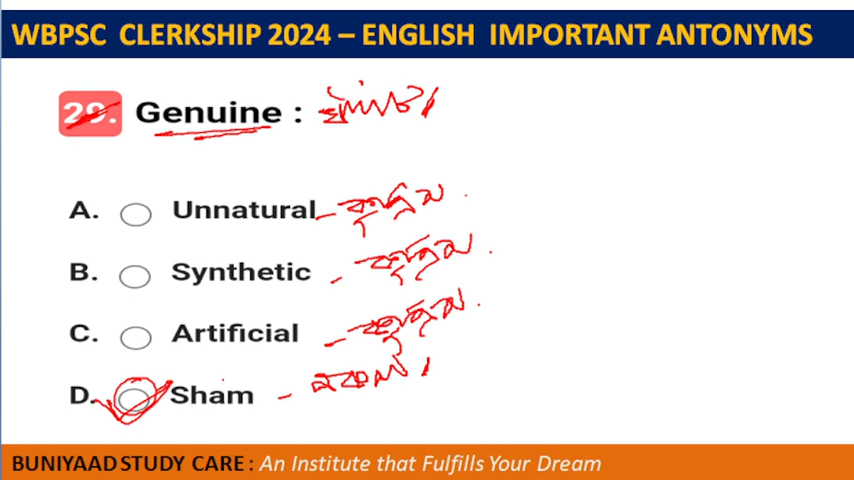 WBPSC CLERKSHIP 2024 – ENGLISH IMPORTANT ANTONYMS
29. Genuine :
A. Unnatural - কৃত্রিম
B. Synthetic - কৃত্রিম
C. Artificial - কৃত্রিম
D. Sham - নকল
BUNIYAAD STUDY CARE : An Institute that Fulfills Your Dream